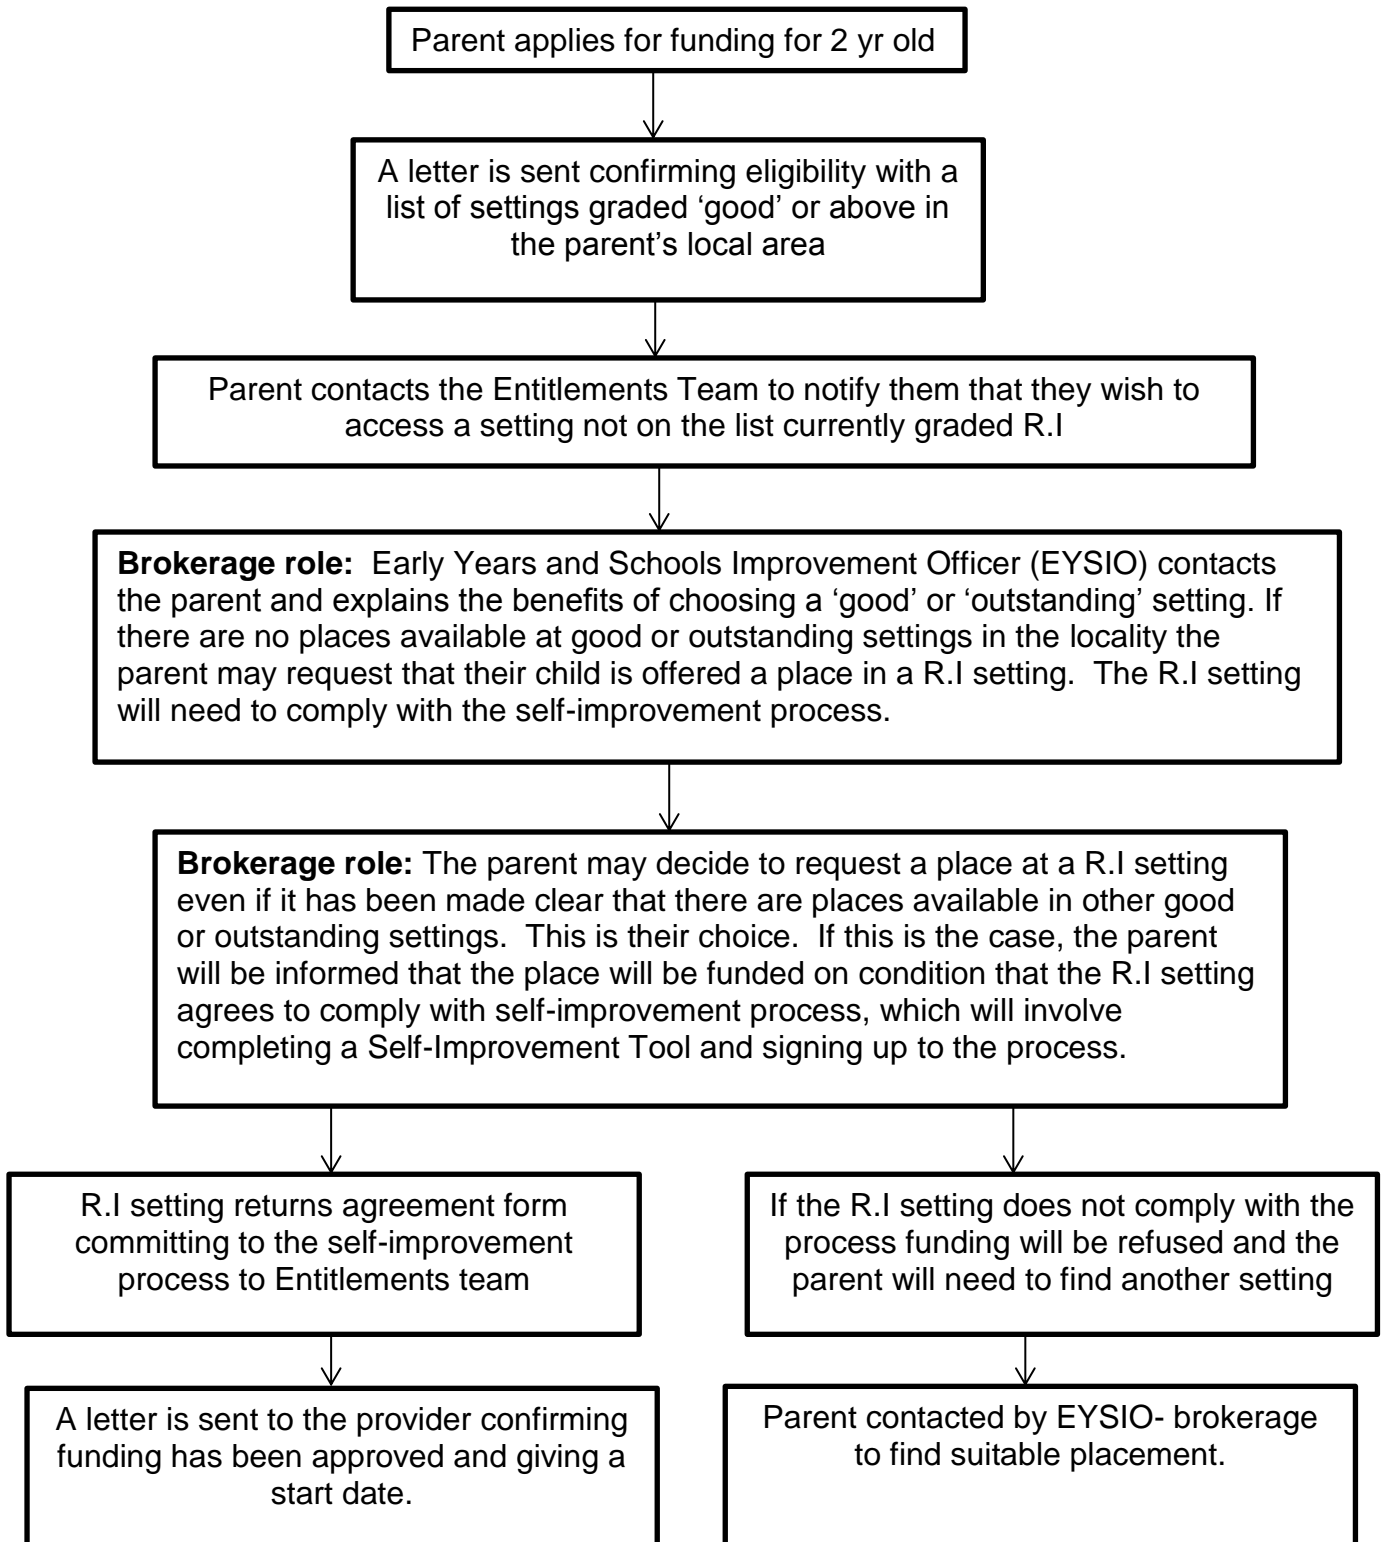 Parent applies for funding for 2 yr old
A letter is sent confirming eligibility with a
list of settings graded ‘good’ or above in
the parent’s local area
Parent contacts the Entitlements Team to notify them that they wish to
access a setting not on the list currently graded R.I
Brokerage role:  Early Years and Schools Improvement Officer (EYSIO) contacts
the parent and explains the benefits of choosing a ‘good’ or ‘outstanding’ setting. If
there are no places available at good or outstanding settings in the locality the
parent may request that their child is offered a place in a R.I setting.  The R.I setting
will need to comply with the self-improvement process.
Brokerage role: The parent may decide to request a place at a R.I setting
even if it has been made clear that there are places available in other good
or outstanding settings.  This is their choice.  If this is the case, the parent
will be informed that the place will be funded on condition that the R.I setting
agrees to comply with self-improvement process, which will involve
completing a Self-Improvement Tool and signing up to the process.
R.I setting returns agreement form
committing to the self-improvement
process to Entitlements team
If the R.I setting does not comply with the
process funding will be refused and the
parent will need to find another setting
A letter is sent to the provider confirming
funding has been approved and giving a
start date.
Parent contacted by EYSIO- brokerage
to find suitable placement.